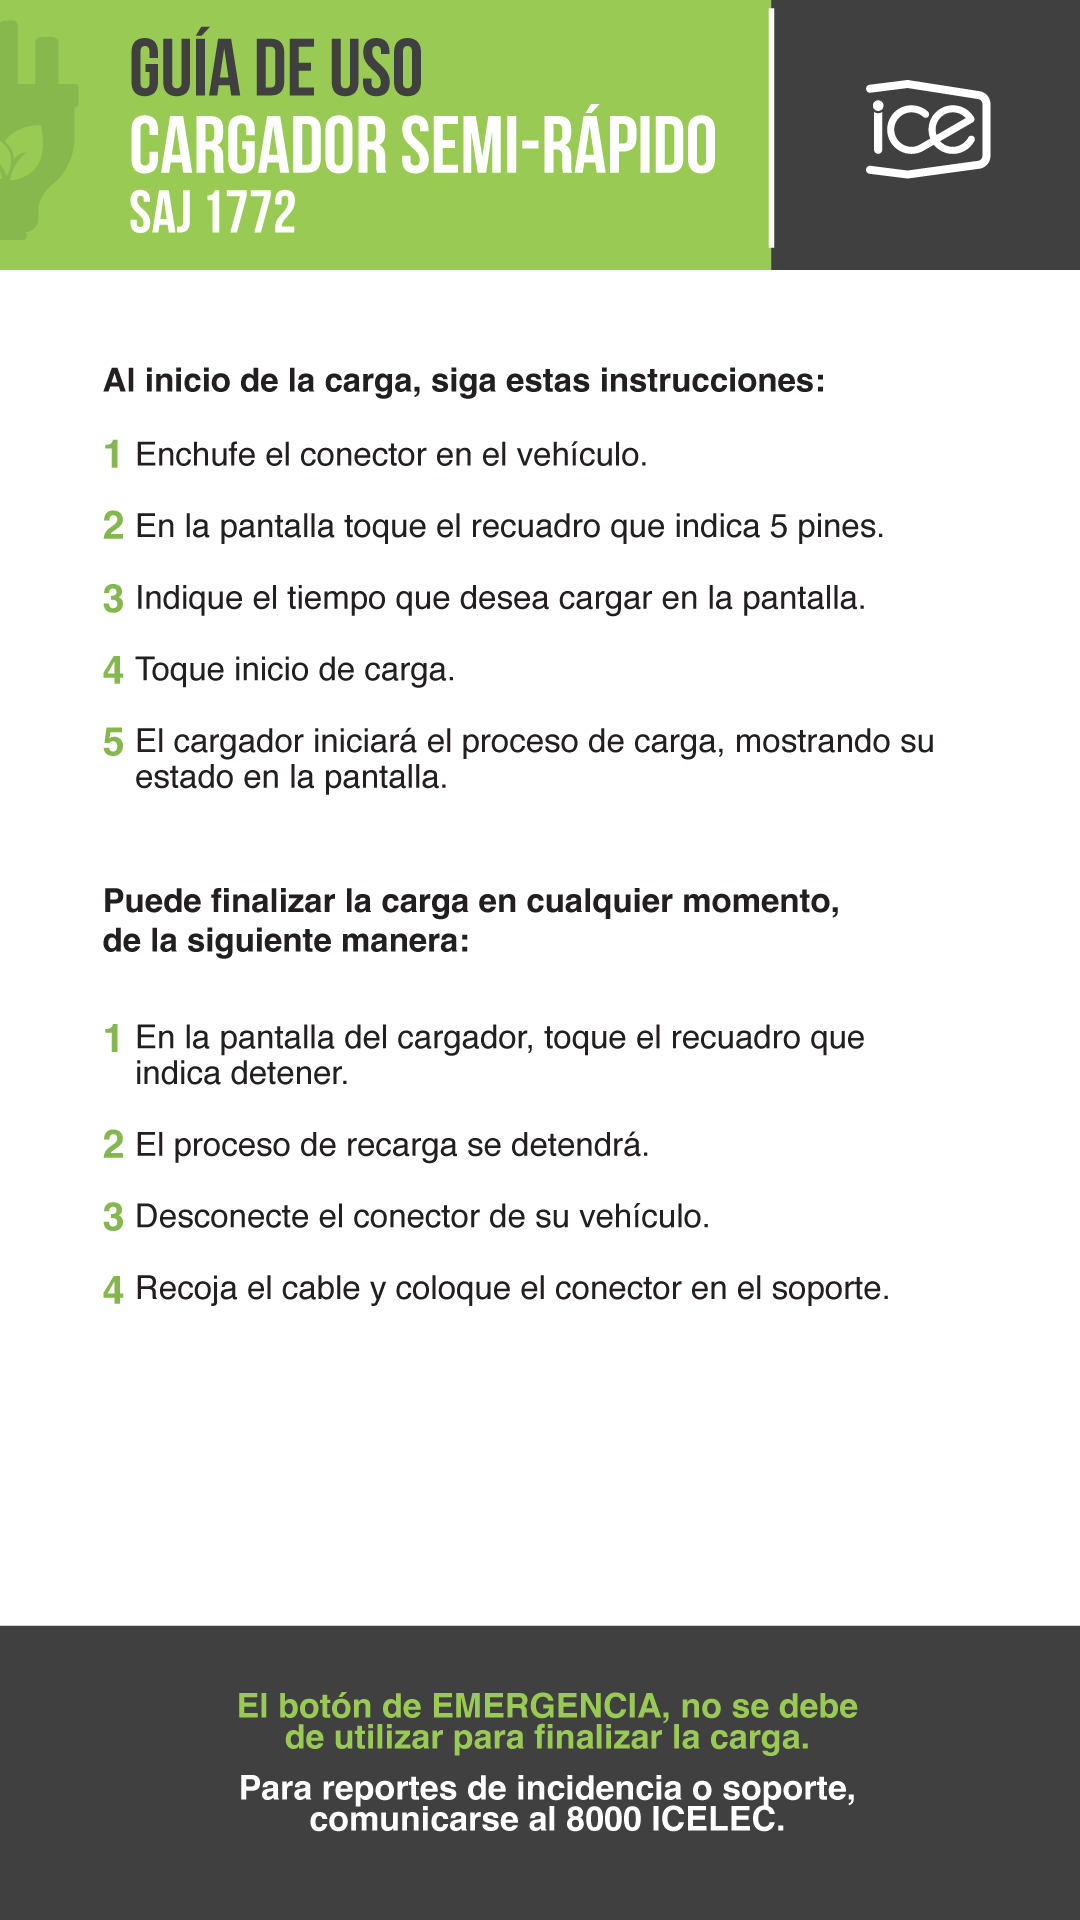 GUÍA DE USO
CARGADOR SEMI-RÁPIDO
SAJ 1772
ice
Al inicio de la carga, siga estas instrucciones:
1 Enchufe el conector en el vehículo.
2 En la pantalla toque el recuadro que indica 5 pines.
3 Indique el tiempo que desea cargar en la pantalla.
4 Toque inicio de carga.
5 El cargador iniciará el proceso de carga, mostrando su
estado en la pantalla.
Puede finalizar la carga en cualquier momento,
de la siguiente manera:
1 En la pantalla del cargador, toque el recuadro que
indica detener.
2 El proceso de recarga se detendrá.
3 Desconecte el conector de su vehículo.
4 Recoja el cable y coloque el conector en el soporte.
El botón de EMERGENCIA, no se debe
de utilizar para finalizar la carga.
Para reportes de incidencia o soporte,
comunicarse al 8000 ICELEC.